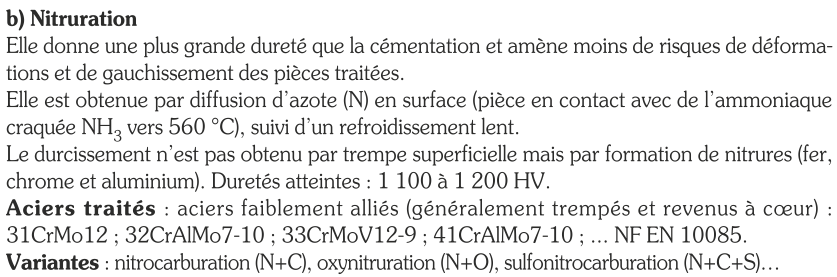 b) Nitruration
Elle donne une plus grande dureté que la cémentation et amène moins de risques de déforma-
tions et de gauchissement des pièces traitées.
Elle est obtenue par diffusion d'azote (N) en surface (pièce en contact avec de l'ammoniaque
craquée NH₃ vers 560 °C), suivi d'un refroidissement lent.
Le durcissement n'est pas obtenu par trempe superficielle mais par formation de nitrures (fer,
chrome et aluminium). Duretés atteintes : 1 100 à 1 200 HV.
Aciers traités : aciers faiblement alliés (généralement trempés et revenus à cœur) :
31CrMo12 ; 32CrAlMo7-10 ; 33CrMoV12-9 ; 41CrAlMo7-10 ; ... NF EN 10085.
Variantes : nitrocarburation (N+C), oxynitruration (N+O), sulfonitrocarburation (N+C+S)...